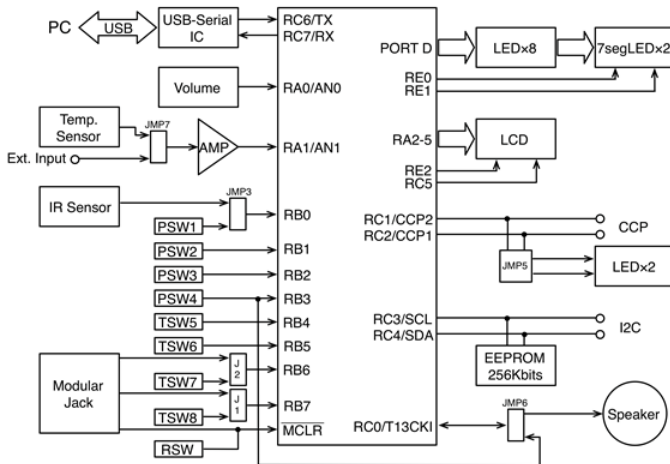 PC
USB
USB-Serial
IC
RC6/TX
RC7/RX
PORT D
LED×8
7segLED×2
RE0
RE1
Volume
RA0/AN0
Temp.
Sensor
JMP7
Ext. Input
AMP
RA1/AN1
RA2-5
LCD
RE2
RC5
IR Sensor
JMP3
RB0
PSW1
RC1/CCP2
RC2/CCP1
CCP
JMP5
LED×2
PSW2
RB1
PSW3
RB2
PSW4
RB3
TSW5
RB4
TSW6
RB5
RC3/SCL
RC4/SDA
I2C
EEPROM
256Kbits
Modular
Jack
J2
TSW7
RB6
J1
TSW8
RB7
RSW
MCLR
RC0/T13CKI
JMP6
Speaker